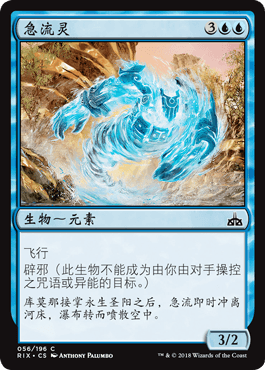 急流灵 3
生物～元素
飞行
辟邪（此生物不能成为由你由对手操控
之咒语或异能的目标。）
库莫那接掌永生圣阳之后，急流即时冲离
河床，瀑布转而喷散空中。
3/2
056/196 C
RIX • CS ANTHONY PALUMBO
™ & © 2018 Wizards of the Coast